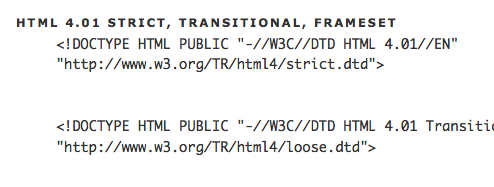 HTML 4.01 STRICT, TRANSITIONAL, FRAMESET
<!DOCTYPE HTML PUBLIC "-//W3C//DTD HTML 4.01//EN"
"http://www.w3.org/TR/html4/strict.dtd">
<!DOCTYPE HTML PUBLIC "-//W3C//DTD HTML 4.01
"http://www.w3.org/TR/html4/loose.dtd">